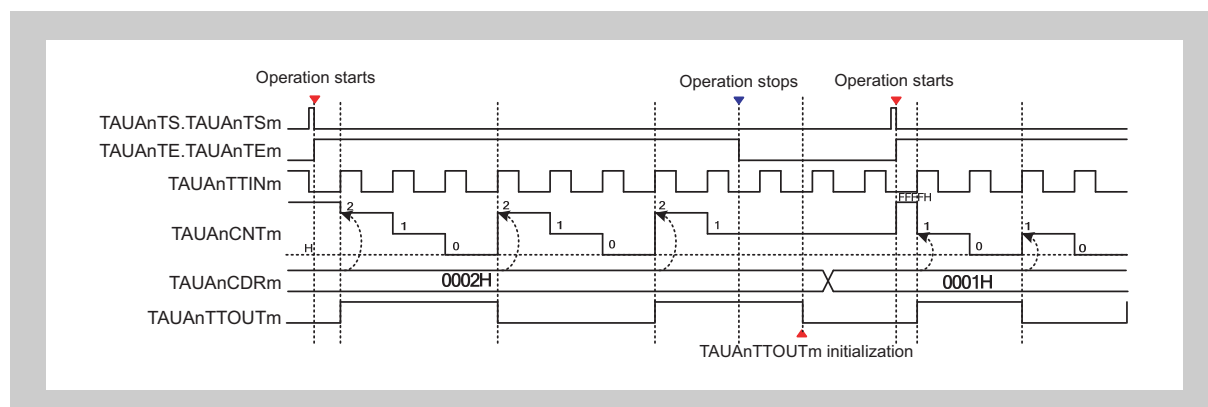 Operation starts
Operation stops
Operation starts
TAUAnTS.TAUAnTSm
TAUAnTE.TAUAnTEm
TAUAnTTINm
FFFFH
TAUAnCNTm
2
1
0
2
1
0
2
1
1
0
1
0
H
TAUAnCDRm
0002H
0001H
TAUAnTTOUTm
TAUAnTTOUTm initialization